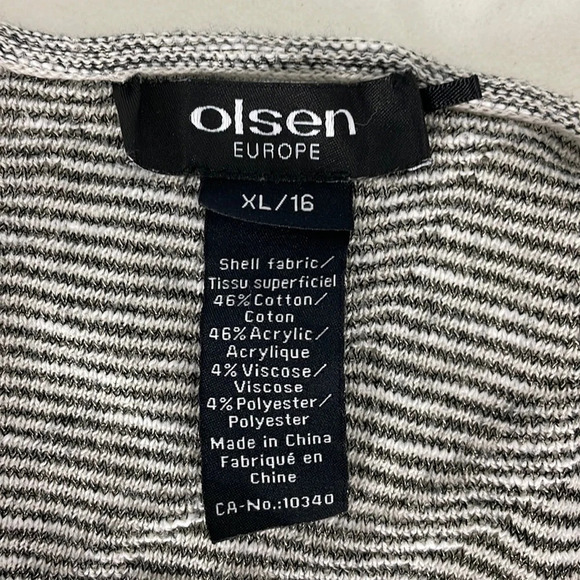 olsen
EUROPE
XL/16
Shell fabric/
Tissu superficiel
46% Cotton/
Coton
46% Acrylic/
Acrylique
4% Viscose/
Viscose
4% Polyester/
Polyester
Made in China
Fabriqué en
Chine
CA-No.:10340